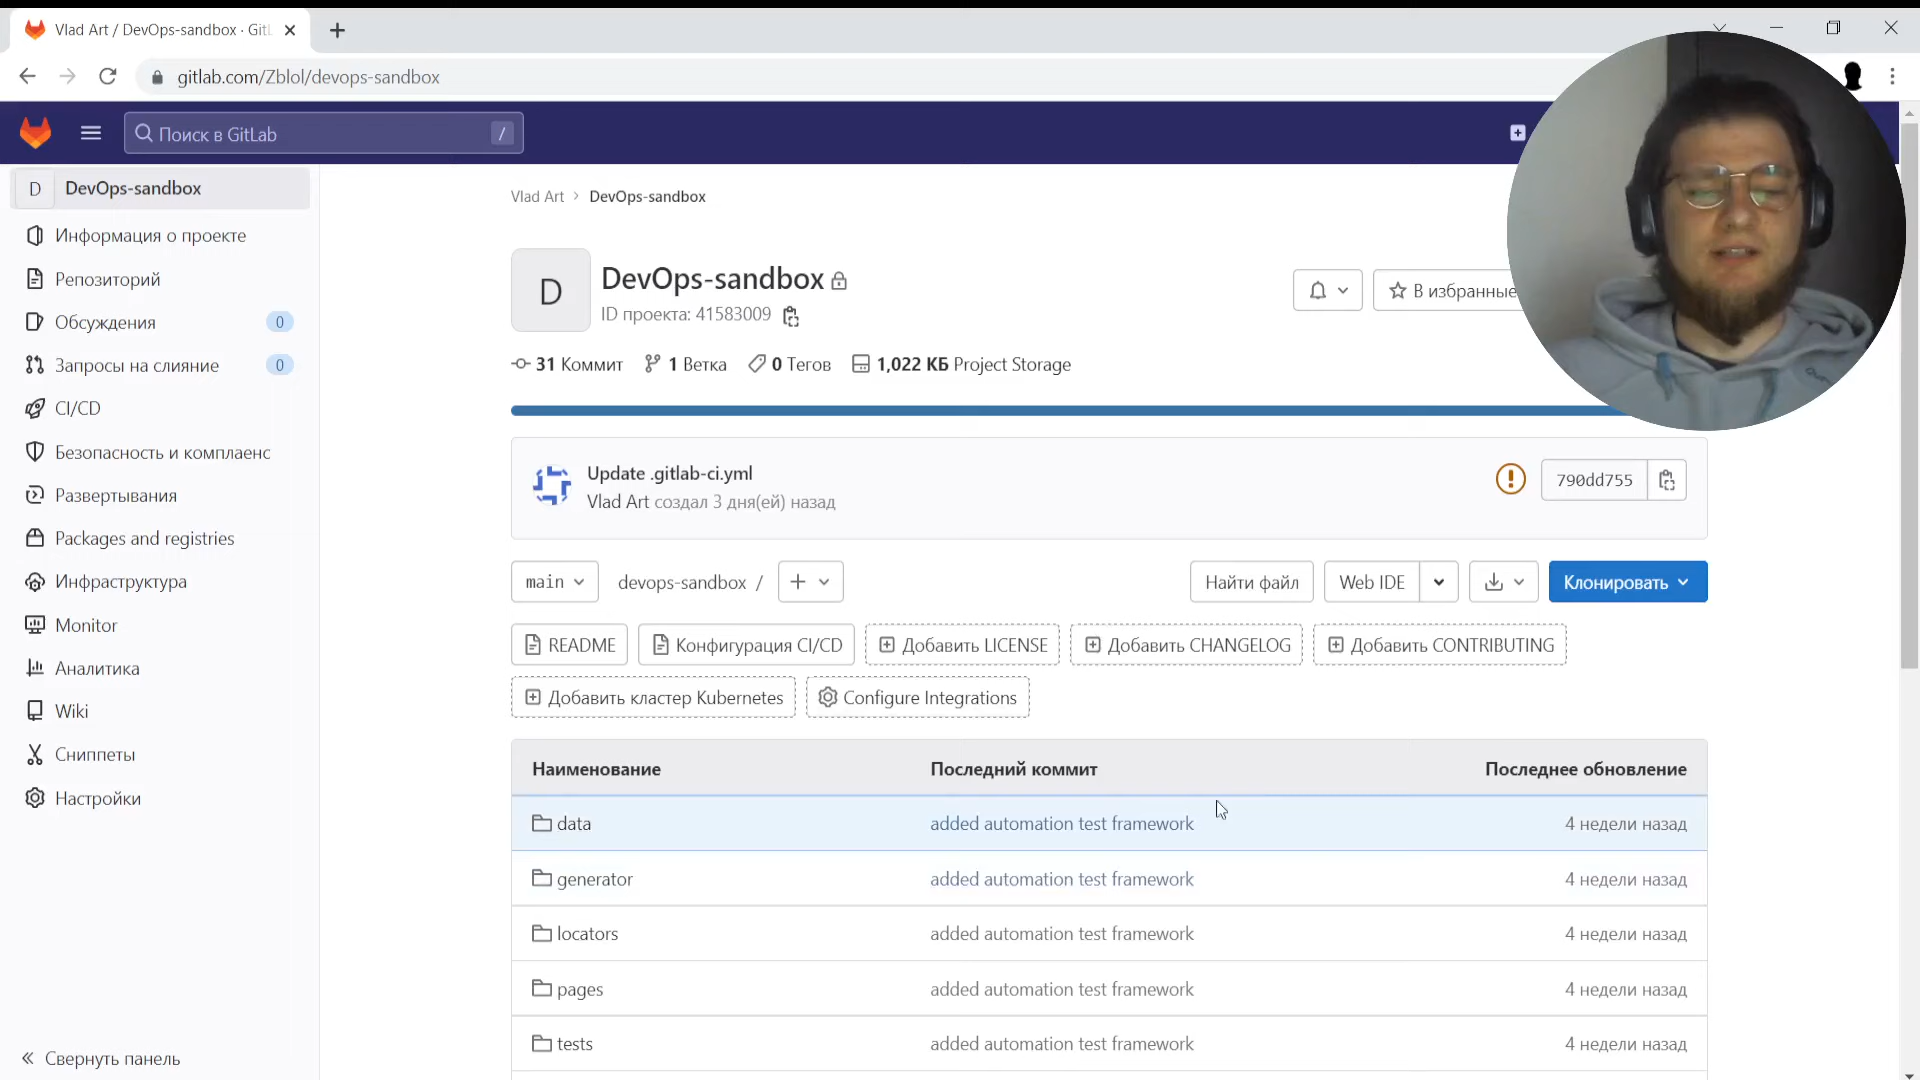 Vlad Art / DevOps-sandbox · GitL
gitlab.com/Zblol/devops-sandbox
Поиск в GitLab /
D DevOps-sandbox
Информация о проекте
Репозиторий
Обсуждения 0
Запросы на слияние 0
CI/CD
Безопасность и комплаенс
Развертывания
Packages and registries
Инфраструктура
Monitor
Аналитика
Wiki
Сниппеты
Настройки
Свернуть панель
Vlad Art > DevOps-sandbox
D
DevOps-sandbox
ID проекта: 41583009
В избранные
31 Коммит 1 Ветка 0 Тегов 1,022 КБ Project Storage
Update .gitlab-ci.yml
Vlad Art создал 3 дня(ей) назад
790dd755
main devops-sandbox / + Найти файл Web IDE Клонировать
README Конфигурация CI/CD Добавить LICENSE Добавить CHANGELOG Добавить CONTRIBUTING
Добавить кластер Kubernetes Configure Integrations
Наименование Последний коммит Последнее обновление
data added automation test framework 4 недели назад
generator added automation test framework 4 недели назад
locators added automation test framework 4 недели назад
pages added automation test framework 4 недели назад
tests added automation test framework 4 недели назад